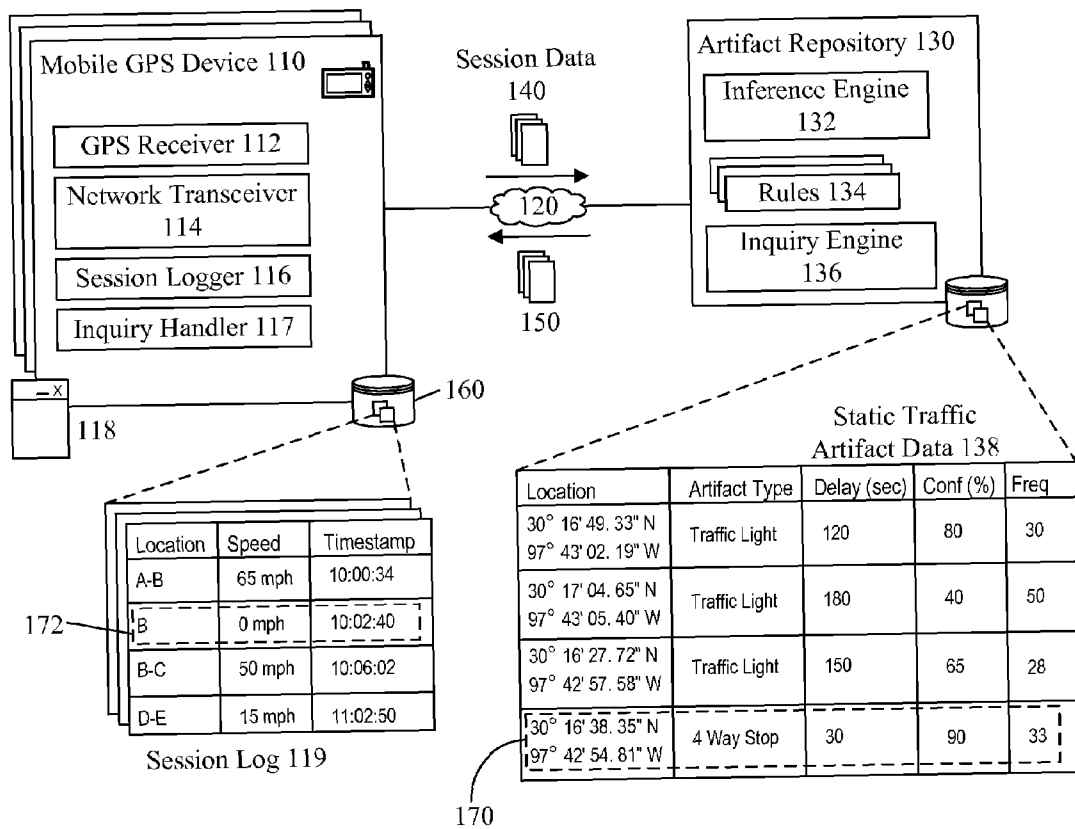 Mobile GPS Device 110
GPS Receiver 112
Network Transceiver
114
Session Logger 116
Inquiry Handler 117
– X
118
160
Session Data
140
120
150
Artifact Repository 130
Inference Engine
132
Rules 134
Inquiry Engine
136
Location Speed Timestamp
A-B 65 mph 10:00:34
B 0 mph 10:02:40
B-C 50 mph 10:06:02
D-E 15 mph 11:02:50
172
Session Log 119
Static Traffic
Artifact Data 138
Location Artifact Type Delay (sec) Conf (%) Freq
30° 16' 49. 33" N
97° 43' 02. 19" W
Traffic Light 120 80 30
30° 17' 04. 65" N
97° 43' 05. 40" W
Traffic Light 180 40 50
30° 16' 27. 72" N
97° 42' 57. 58" W
Traffic Light 150 65 28
30° 16' 38. 35" N
97° 42' 54. 81" W
4 Way Stop 30 90 33
170